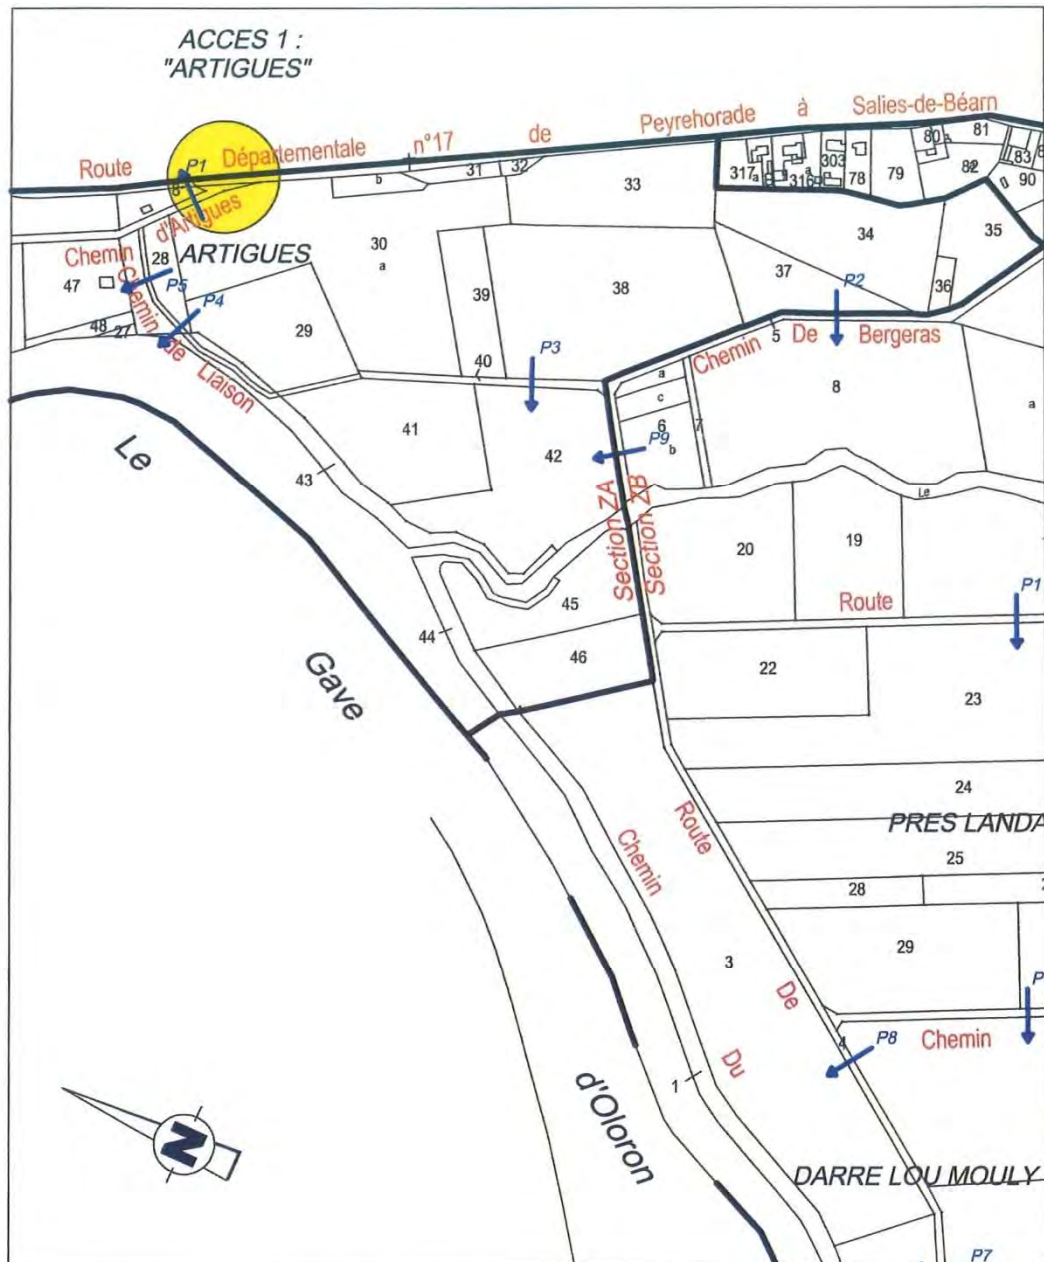 ACCES 1 :
"ARTIGUES"
Route Départementale n°17 de Peyrehorade à Salies-de-Béarn
P1
8
b
31
32
33
317
a
316
a
303
78
79
80
a
81
82
83
90
Chemin d'Artigues
ARTIGUES
30
a
34
35
36
37
38
39
40
47
28
P5
P4
48
27
29
Chemin de Liaison
P3
P2
5
Chemin De Bergeras
8
a
a
c
6
b
7
P9
41
42
43
Le
Section ZA
Section ZB
Le
20
19
Route
P1
45
44
46
22
23
Gave
24
PRES LANDA
25
28
29
Chemin
Route
3
De
P
4
Chemin
P8
Du
1
d'Oloron
N
DARRE LOU MOULY
P7